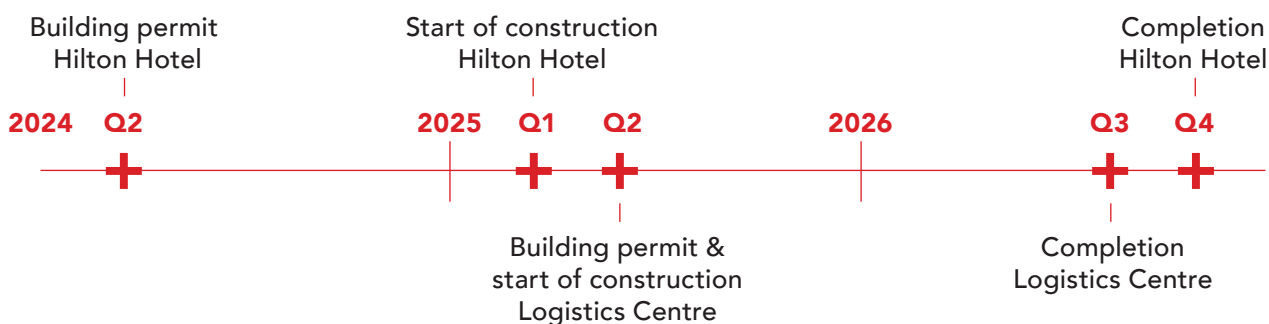 Building permit
Hilton Hotel
Start of construction
Hilton Hotel
Completion
Hilton Hotel
2024 Q2 2025 Q1 Q2 2026 Q3 Q4
Building permit &
start of construction
Logistics Centre
Completion
Logistics Centre